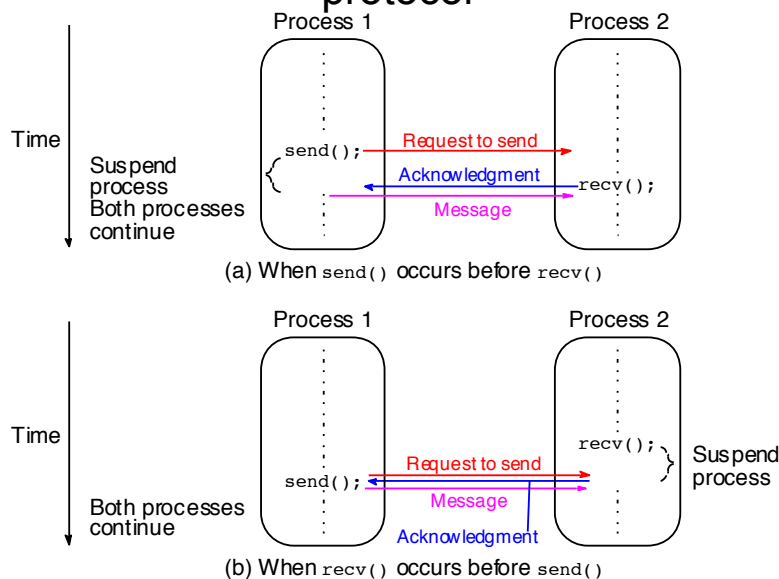 protocol
Process 1
Process 2
Time
send();
Request to send
Suspend
process
Acknowledgment
recv();
Both processes
continue
Message
(a) When send() occurs before recv()
Process 1
Process 2
Time
recv();
Suspend
process
Request to send
send();
Message
Both processes
continue
Acknowledgment
(b) When recv() occurs before send()